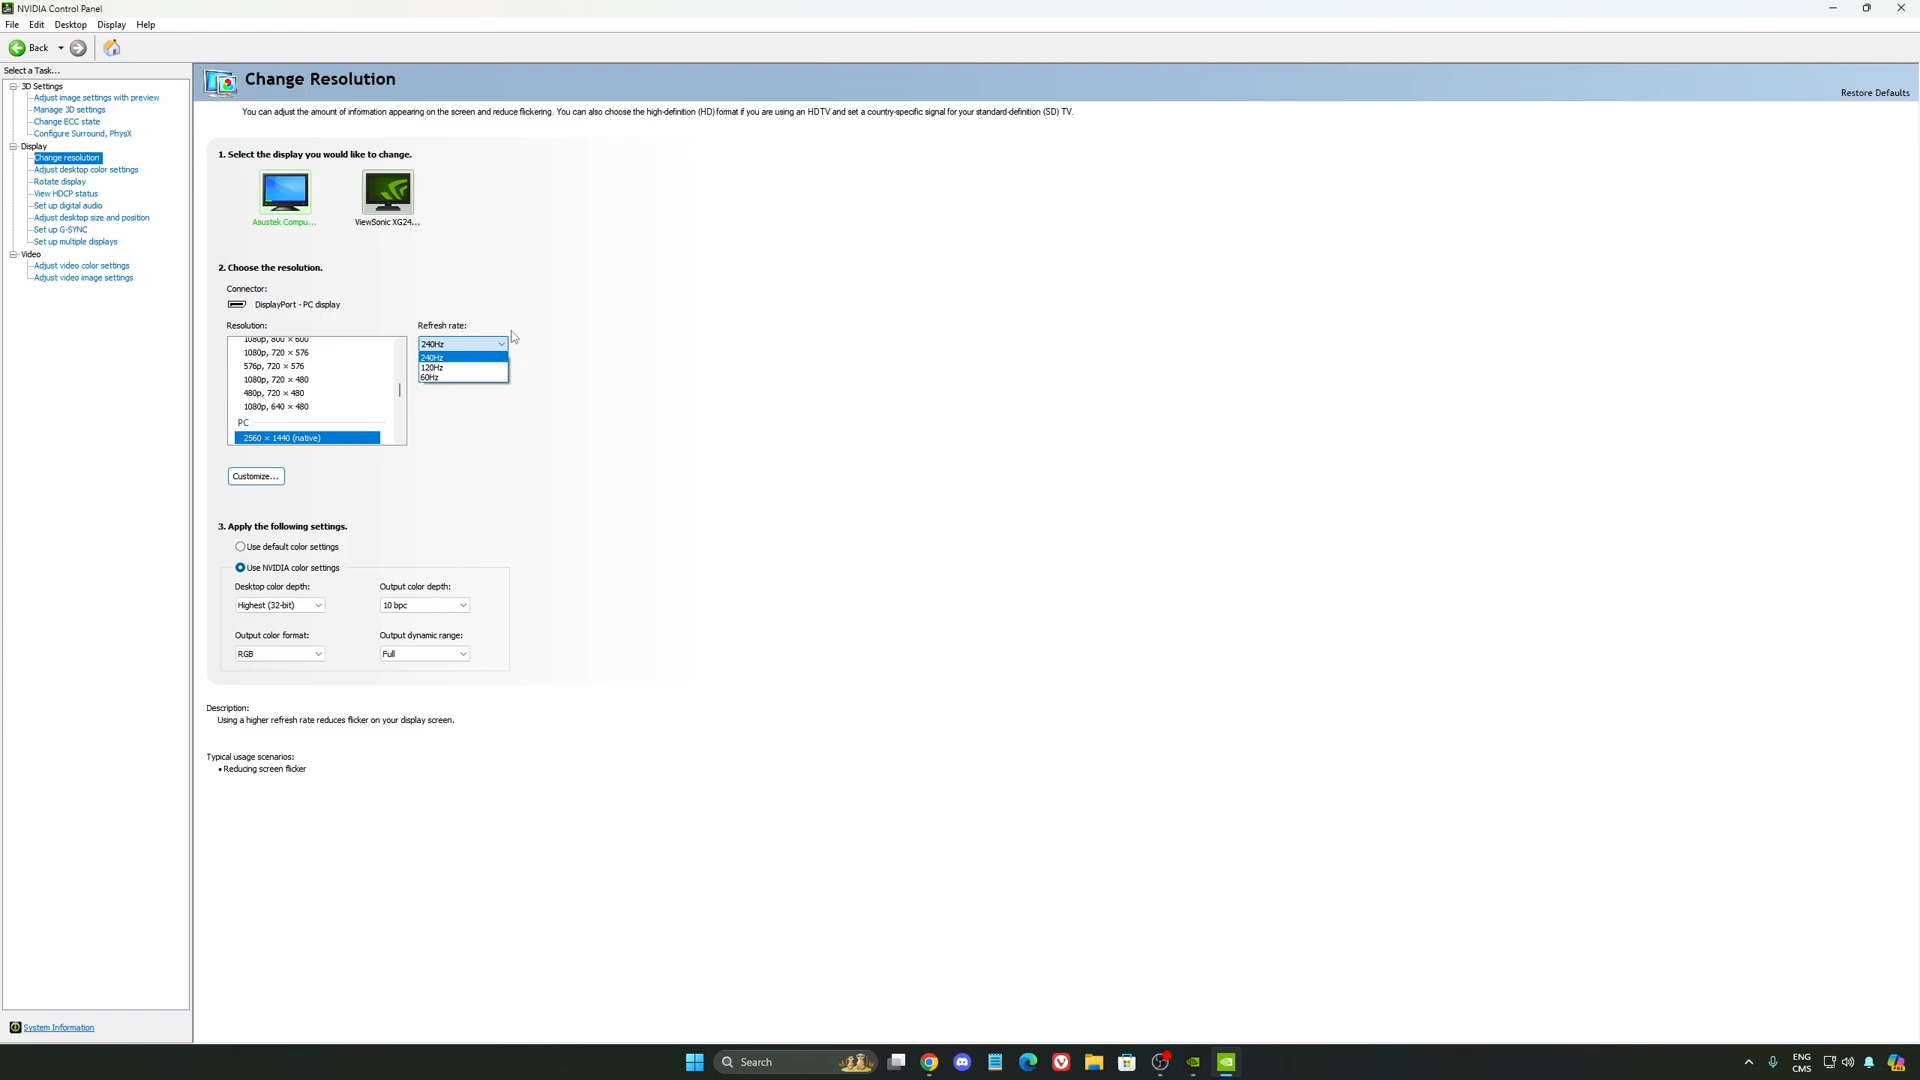 NVIDIA Control Panel
File Edit Desktop Display Help
Back
Select a Task...
3D Settings
Adjust image settings with preview
Manage 3D settings
Change ECC state
Configure Surround, PhysX
Display
Change resolution
Adjust desktop color settings
Rotate display
View HDCP status
Set up digital audio
Adjust desktop size and position
Set up G-SYNC
Set up multiple displays
Video
Adjust video color settings
Adjust video image settings
System Information
Change Resolution
Restore Defaults
You can adjust the amount of information appearing on the screen and reduce flickering. You can also choose the high-definition (HD) format if you are using an HDTV and set a country-specific signal for your standard-definition (SD) TV.
1. Select the display you would like to change.
Asustek Compu... ViewSonic XG24...
2. Choose the resolution.
Connector:
DisplayPort - PC display
Resolution:
1080p, 800 × 600
1080p, 720 × 576
576p, 720 × 576
1080p, 720 × 480
480p, 720 × 480
1080p, 640 × 480
PC
2560 × 1440 (native)
Refresh rate:
240Hz
240Hz
120Hz
60Hz
Customize...
3. Apply the following settings.
Use default color settings
Use NVIDIA color settings
Desktop color depth: Output color depth:
Highest (32-bit) 10 bpc
Output color format: Output dynamic range:
RGB Full
Description:
Using a higher refresh rate reduces flicker on your display screen.
Typical usage scenarios:
• Reducing screen flicker
Search
ENG
CMS
PRE